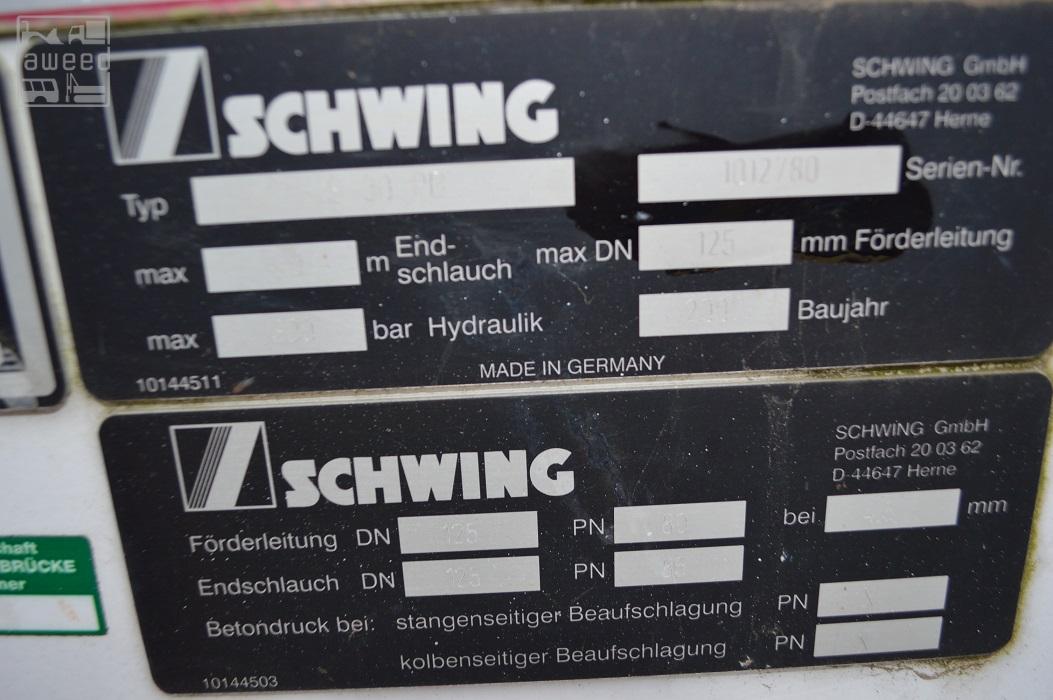 aweed
SCHWING
SCHWING GmbH
Postfach 20 03 62
D-44647 Herne
Typ
Serien-Nr.
max m End-schlauch max DN 125 mm Förderleitung
max bar Hydraulik Baujahr
MADE IN GERMANY
10144511
SCHWING
SCHWING GmbH
Postfach 20 03 62
D-44647 Herne
Förderleitung DN 125 PN bei mm
Endschlauch DN 125 PN
Betondruck bei: stangenseitiger Beaufschlagung PN
kolbenseitiger Beaufschlagung PN
10144503
haft
BRÜCKE
ner